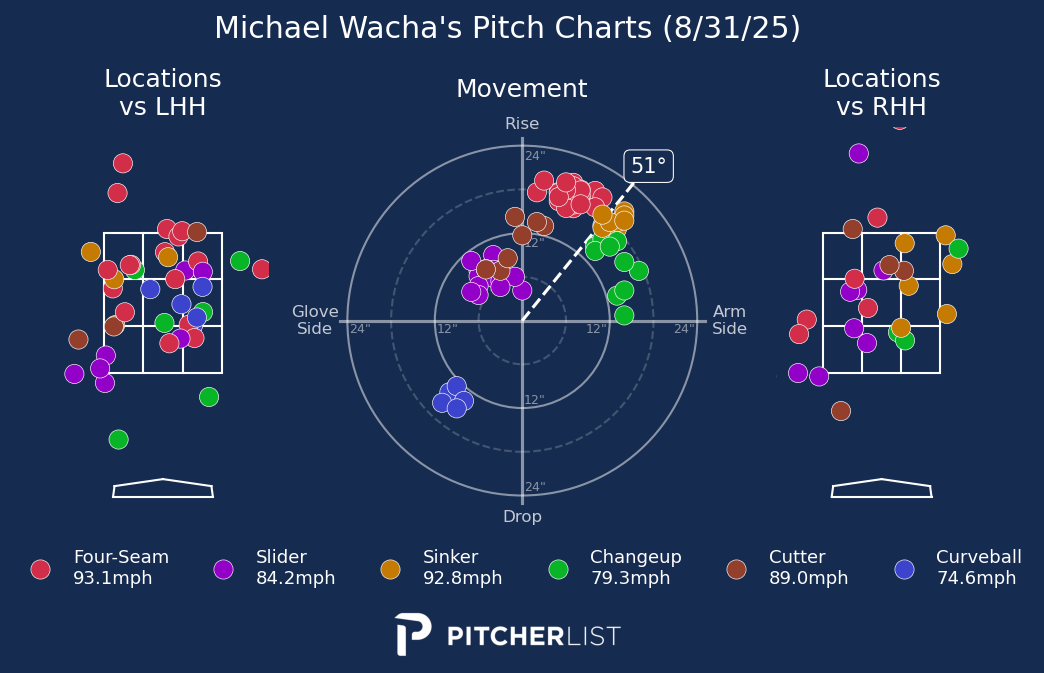 Michael Wacha's Pitch Charts (8/31/25)
Locations
vs LHH
Movement
Locations
vs RHH
Rise
24"
51°
12"
Glove
Side
24"
12"
12"
24"
Arm
Side
12"
24"
Drop
Four-Seam
93.1mph
Slider
84.2mph
Sinker
92.8mph
Changeup
79.3mph
Cutter
89.0mph
Curveball
74.6mph
PITCHERLIST